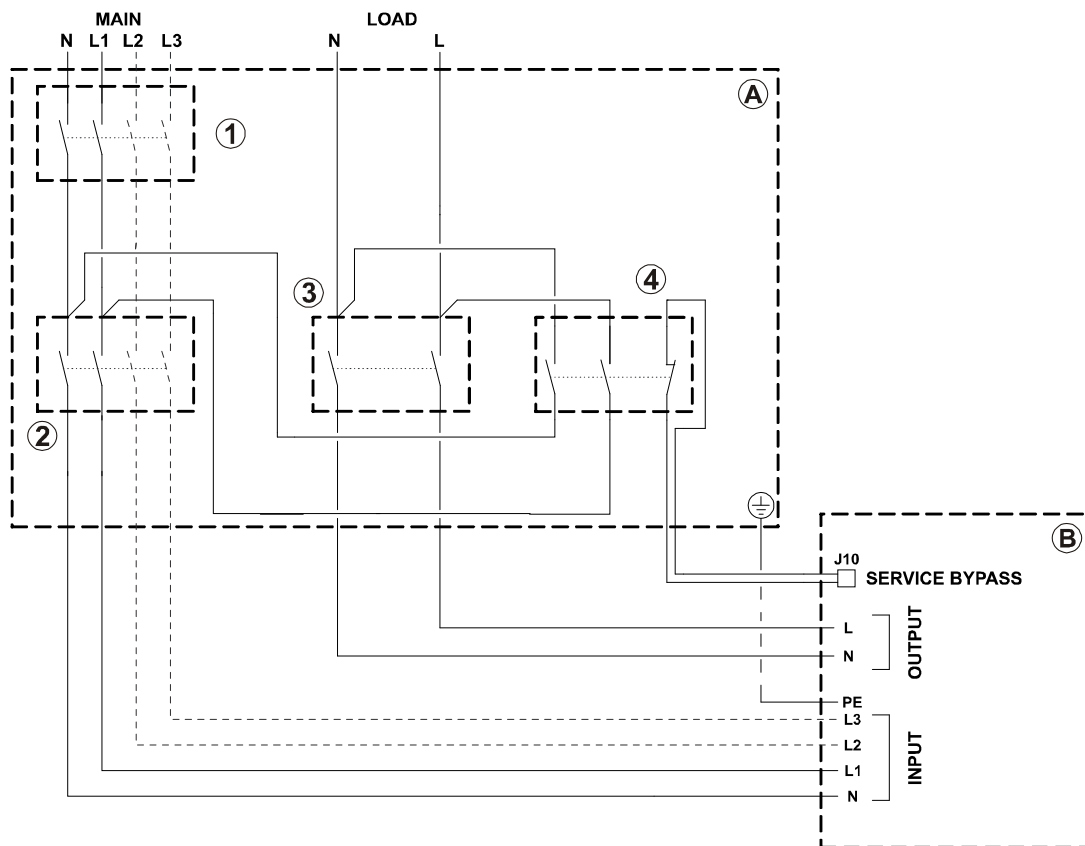 MAIN LOAD
N L1 L2 L3 N L
A
1
3
4
2
B
J10
SERVICE BYPASS
L
N
OUTPUT
PE
L3
L2
L1
N
INPUT